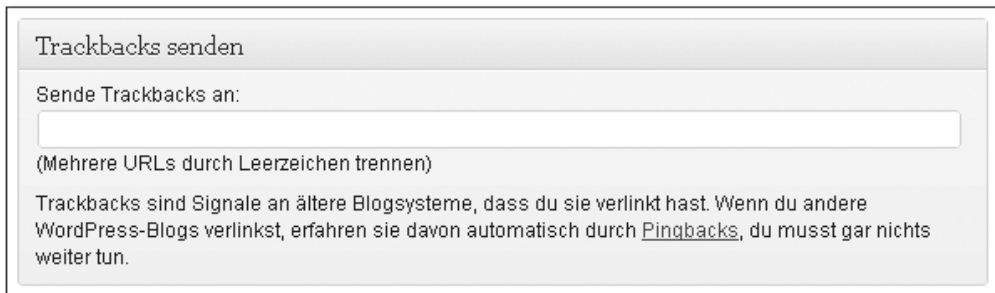 Trackbacks senden
Sende Trackbacks an:
(Mehrere URLs durch Leerzeichen trennen)
Trackbacks sind Signale an ältere Blogsysteme, dass du sie verlinkt hast. Wenn du andere
WordPress-Blogs verlinkst, erfahren sie davon automatisch durch Pingbacks, du musst gar nichts
weiter tun.